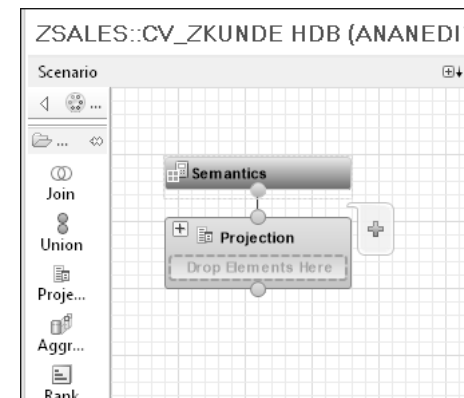 ZSALES::CV_ZKUNDE HDB (ANANEDI
Scenario
...
...
Join
Union
Proje...
Aggr...
Rank
Semantics
Projection
Drop Elements Here